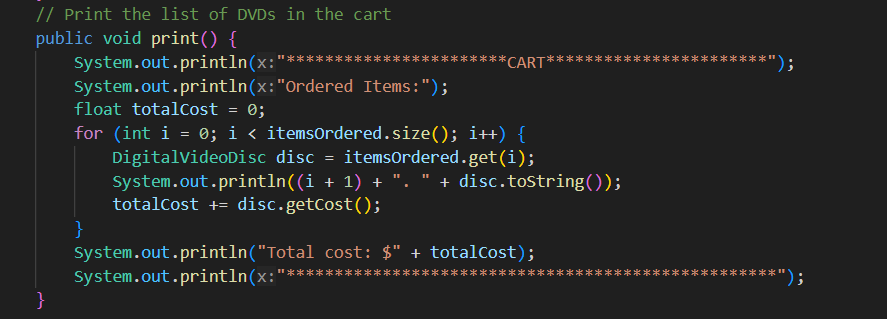 // Print the list of DVDs in the cart
public void print() {
System.out.println(x:"***********************CART***********************");
System.out.println(x:"Ordered Items:");
float totalCost = 0;
for (int i = 0; i < itemsOrdered.size(); i++) {
DigitalVideoDisc disc = itemsOrdered.get(i);
System.out.println((i + 1) + ". " + disc.toString());
totalCost += disc.getCost();
}
System.out.println("Total cost: $" + totalCost);
System.out.println(x:"***************************************************");
}